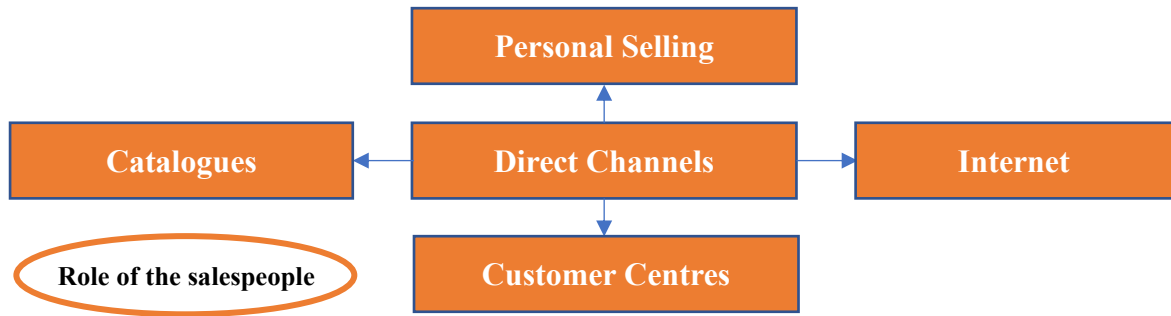 Personal Selling
Catalogues
Direct Channels
Internet
Role of the salespeople
Customer Centres